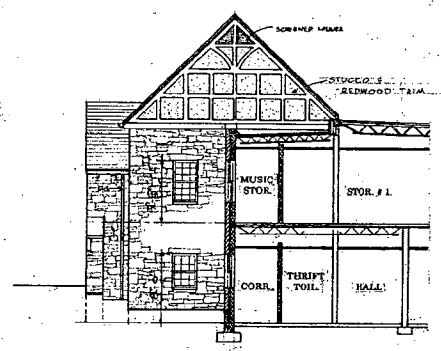 SCREENED LOUVER
STUCCO &
REDWOOD TRIM
MUSIC
STOR.
STOR. #1.
CORR.
THRIFT
TOIL.
HALL